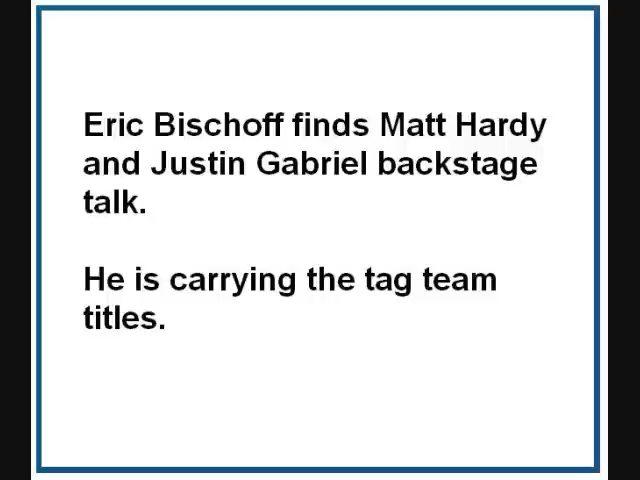 Eric Bischoff finds Matt Hardy
and Justin Gabriel backstage
talk.
He is carrying the tag team
titles.